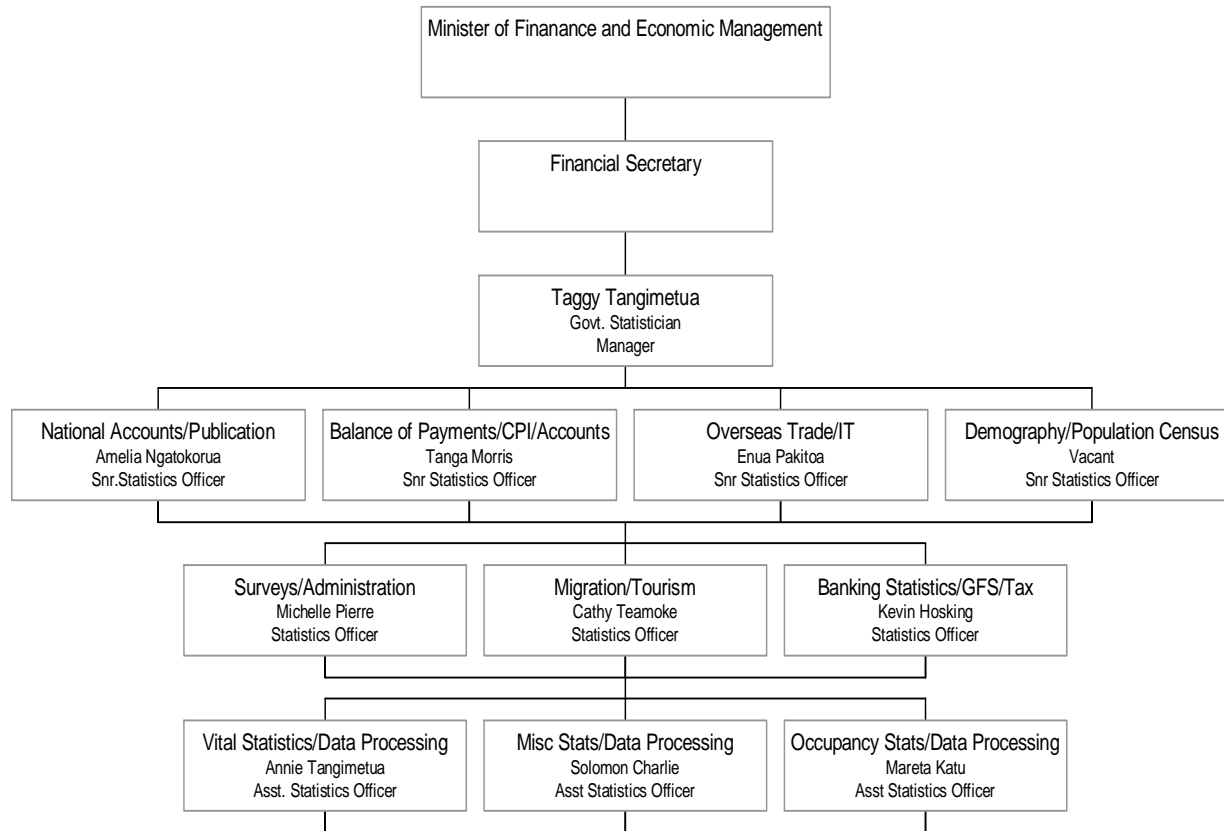 Minister of Finanance and Economic Management
Financial Secretary
Taggy Tangimetua
Govt. Statistician
Manager
National Accounts/Publication
Amelia Ngatokorua
Snr.Statistics Officer
Balance of Payments/CPI/Accounts
Tanga Morris
Snr Statistics Officer
Overseas Trade/IT
Enua Pakitoa
Snr Statistics Officer
Demography/Population Census
Vacant
Snr Statistics Officer
Surveys/Administration
Michelle Pierre
Statistics Officer
Migration/Tourism
Cathy Teamoke
Statistics Officer
Banking Statistics/GFS/Tax
Kevin Hosking
Statistics Officer
Vital Statistics/Data Processing
Annie Tangimetua
Asst. Statistics Officer
Misc Stats/Data Processing
Solomon Charlie
Asst Statistics Officer
Occupancy Stats/Data Processing
Mareta Katu
Asst Statistics Officer